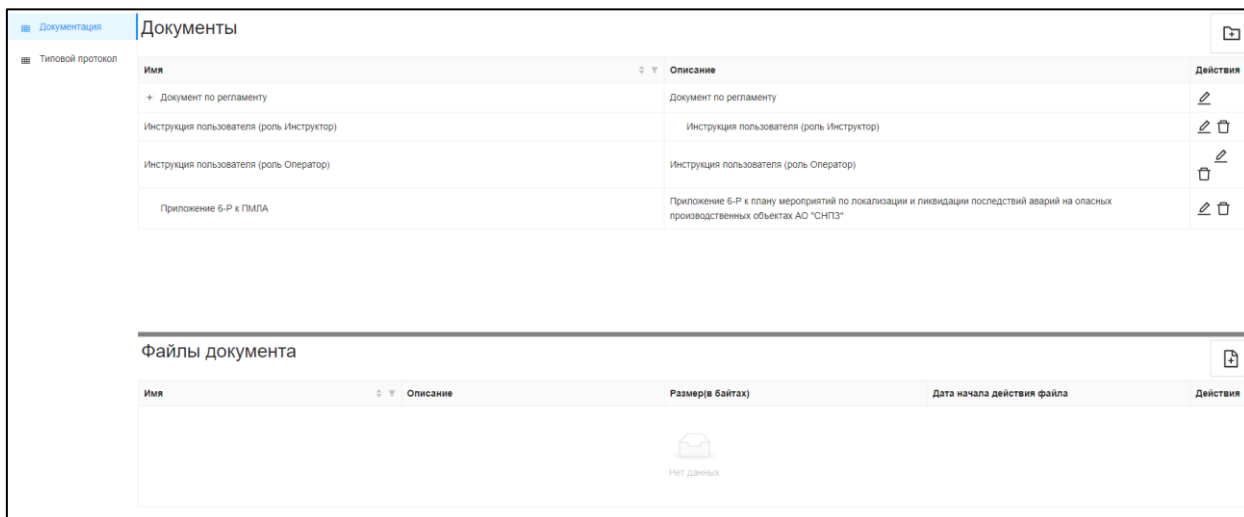 Документация
Типовой протокол
Документы
Имя Описание Действия
+ Документ по регламенту Документ по регламенту
Инструкция пользователя (роль Инструктор) Инструкция пользователя (роль Инструктор)
Инструкция пользователя (роль Оператор) Инструкция пользователя (роль Оператор)
Приложение 6-Р к ПМЛА Приложение 6-Р к плану мероприятий по локализации и ликвидации последствий аварий на опасных
производственных объектах АО "СНПЗ"
Файлы документа
Имя Описание Размер(в байтах) Дата начала действия файла Действия
Нет данных